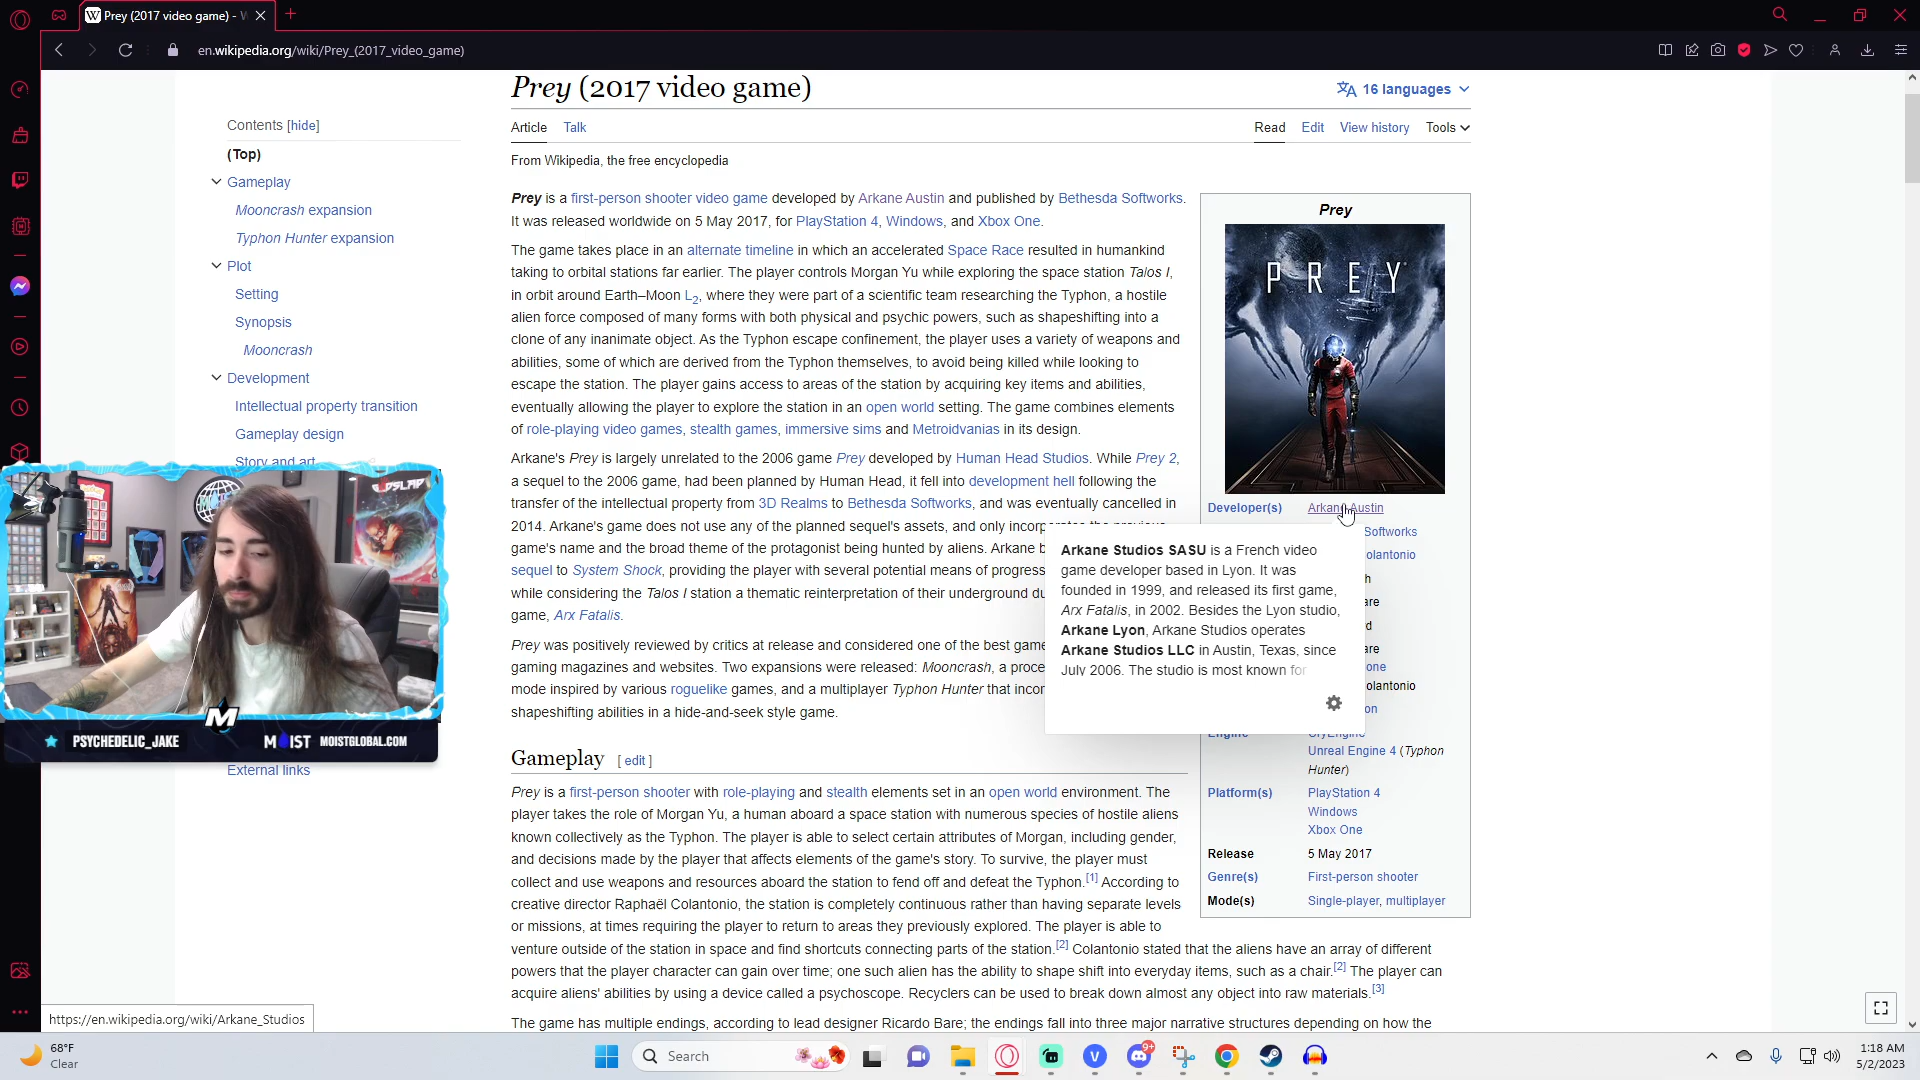 Prey (2017 video game) - W
en.wikipedia.org/wiki/Prey_(2017_video_game)
Prey (2017 video game)
16 languages
Article Talk
Read Edit View history Tools
From Wikipedia, the free encyclopedia
Contents [hide]
(Top)
Gameplay
Mooncrash expansion
Typhon Hunter expansion
Plot
Setting
Synopsis
Mooncrash
Development
Intellectual property transition
Gameplay design
Story and art
External links
Prey is a first-person shooter video game developed by Arkane Austin and published by Bethesda Softworks.
It was released worldwide on 5 May 2017, for PlayStation 4, Windows, and Xbox One.
The game takes place in an alternate timeline in which an accelerated Space Race resulted in humankind
taking to orbital stations far earlier. The player controls Morgan Yu while exploring the space station Talos I,
in orbit around Earth–Moon L2, where they were part of a scientific team researching the Typhon, a hostile
alien force composed of many forms with both physical and psychic powers, such as shapeshifting into a
clone of any inanimate object. As the Typhon escape confinement, the player uses a variety of weapons and
abilities, some of which are derived from the Typhon themselves, to avoid being killed while looking to
escape the station. The player gains access to areas of the station by acquiring key items and abilities,
eventually allowing the player to explore the station in an open world setting. The game combines elements
of role-playing video games, stealth games, immersive sims and Metroidvanias in its design.
Arkane's Prey is largely unrelated to the 2006 game Prey developed by Human Head Studios. While Prey 2,
a sequel to the 2006 game, had been planned by Human Head, it fell into development hell following the
transfer of the intellectual property from 3D Realms to Bethesda Softworks, and was eventually cancelled in
2014. Arkane's game does not use any of the planned sequel's assets, and only incorporates the previous
game's name and the broad theme of the protagonist being hunted by aliens. Arkane b
sequel to System Shock, providing the player with several potential means of progress
while considering the Talos I station a thematic reinterpretation of their underground du
game, Arx Fatalis.
Prey was positively reviewed by critics at release and considered one of the best game
gaming magazines and websites. Two expansions were released: Mooncrash, a proce
mode inspired by various roguelike games, and a multiplayer Typhon Hunter that incor
shapeshifting abilities in a hide-and-seek style game.
Gameplay [ edit ]
Prey is a first-person shooter with role-playing and stealth elements set in an open world environment. The
player takes the role of Morgan Yu, a human aboard a space station with numerous species of hostile aliens
known collectively as the Typhon. The player is able to select certain attributes of Morgan, including gender,
and decisions made by the player that affects elements of the game's story. To survive, the player must
collect and use weapons and resources aboard the station to fend off and defeat the Typhon.[1] According to
creative director Raphaël Colantonio, the station is completely continuous rather than having separate levels
or missions, at times requiring the player to return to areas they previously explored. The player is able to
venture outside of the station in space and find shortcuts connecting parts of the station.[2] Colantonio stated that the aliens have an array of different
powers that the player character can gain over time; one such alien has the ability to shape shift into everyday items, such as a chair.[2] The player can
acquire aliens' abilities by using a device called a psychoscope. Recyclers can be used to break down almost any object into raw materials.[3]
The game has multiple endings, according to lead designer Ricardo Bare; the endings fall into three major narrative structures depending on how the
Prey
PREY
Developer(s) Arkane Austin
Softworks
olantonio
h
are
d
are
one
olantonio
on
Engine CryEngine
Unreal Engine 4 (Typhon
Hunter)
Platform(s) PlayStation 4
Windows
Xbox One
Release 5 May 2017
Genre(s) First-person shooter
Mode(s) Single-player, multiplayer
Arkane Studios SASU is a French video
game developer based in Lyon. It was
founded in 1999, and released its first game,
Arx Fatalis, in 2002. Besides the Lyon studio,
Arkane Lyon, Arkane Studios operates
Arkane Studios LLC in Austin, Texas, since
July 2006. The studio is most known for
M
PSYCHEDELIC_JAKE
MOIST MOISTGLOBAL.COM
https://en.wikipedia.org/wiki/Arkane_Studios
68°F
Clear
Search
9+
1:18 AM
5/2/2023